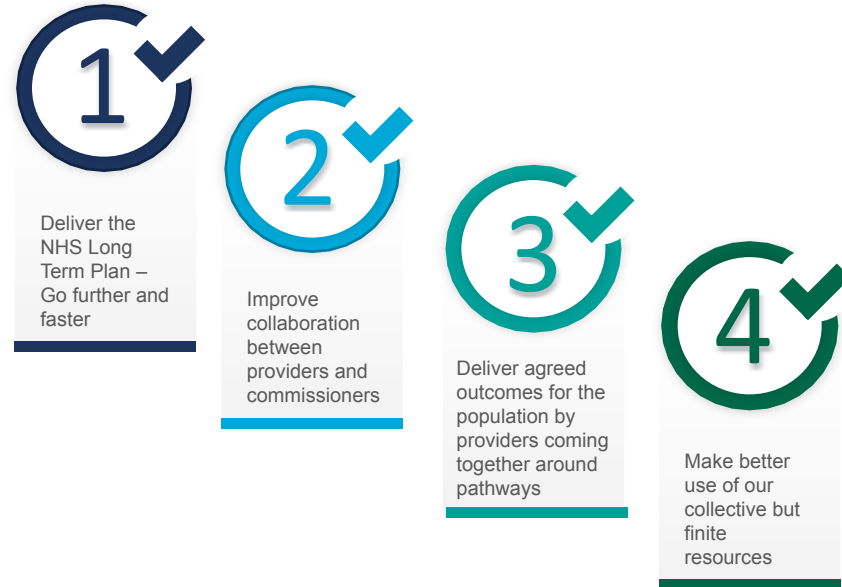 1
Deliver the
NHS Long
Term Plan –
Go further and
faster
2
Improve
collaboration
between
providers and
commissioners
3
Deliver agreed
outcomes for the
population by
providers coming
together around
pathways
4
Make better
use of our
collective but
finite
resources